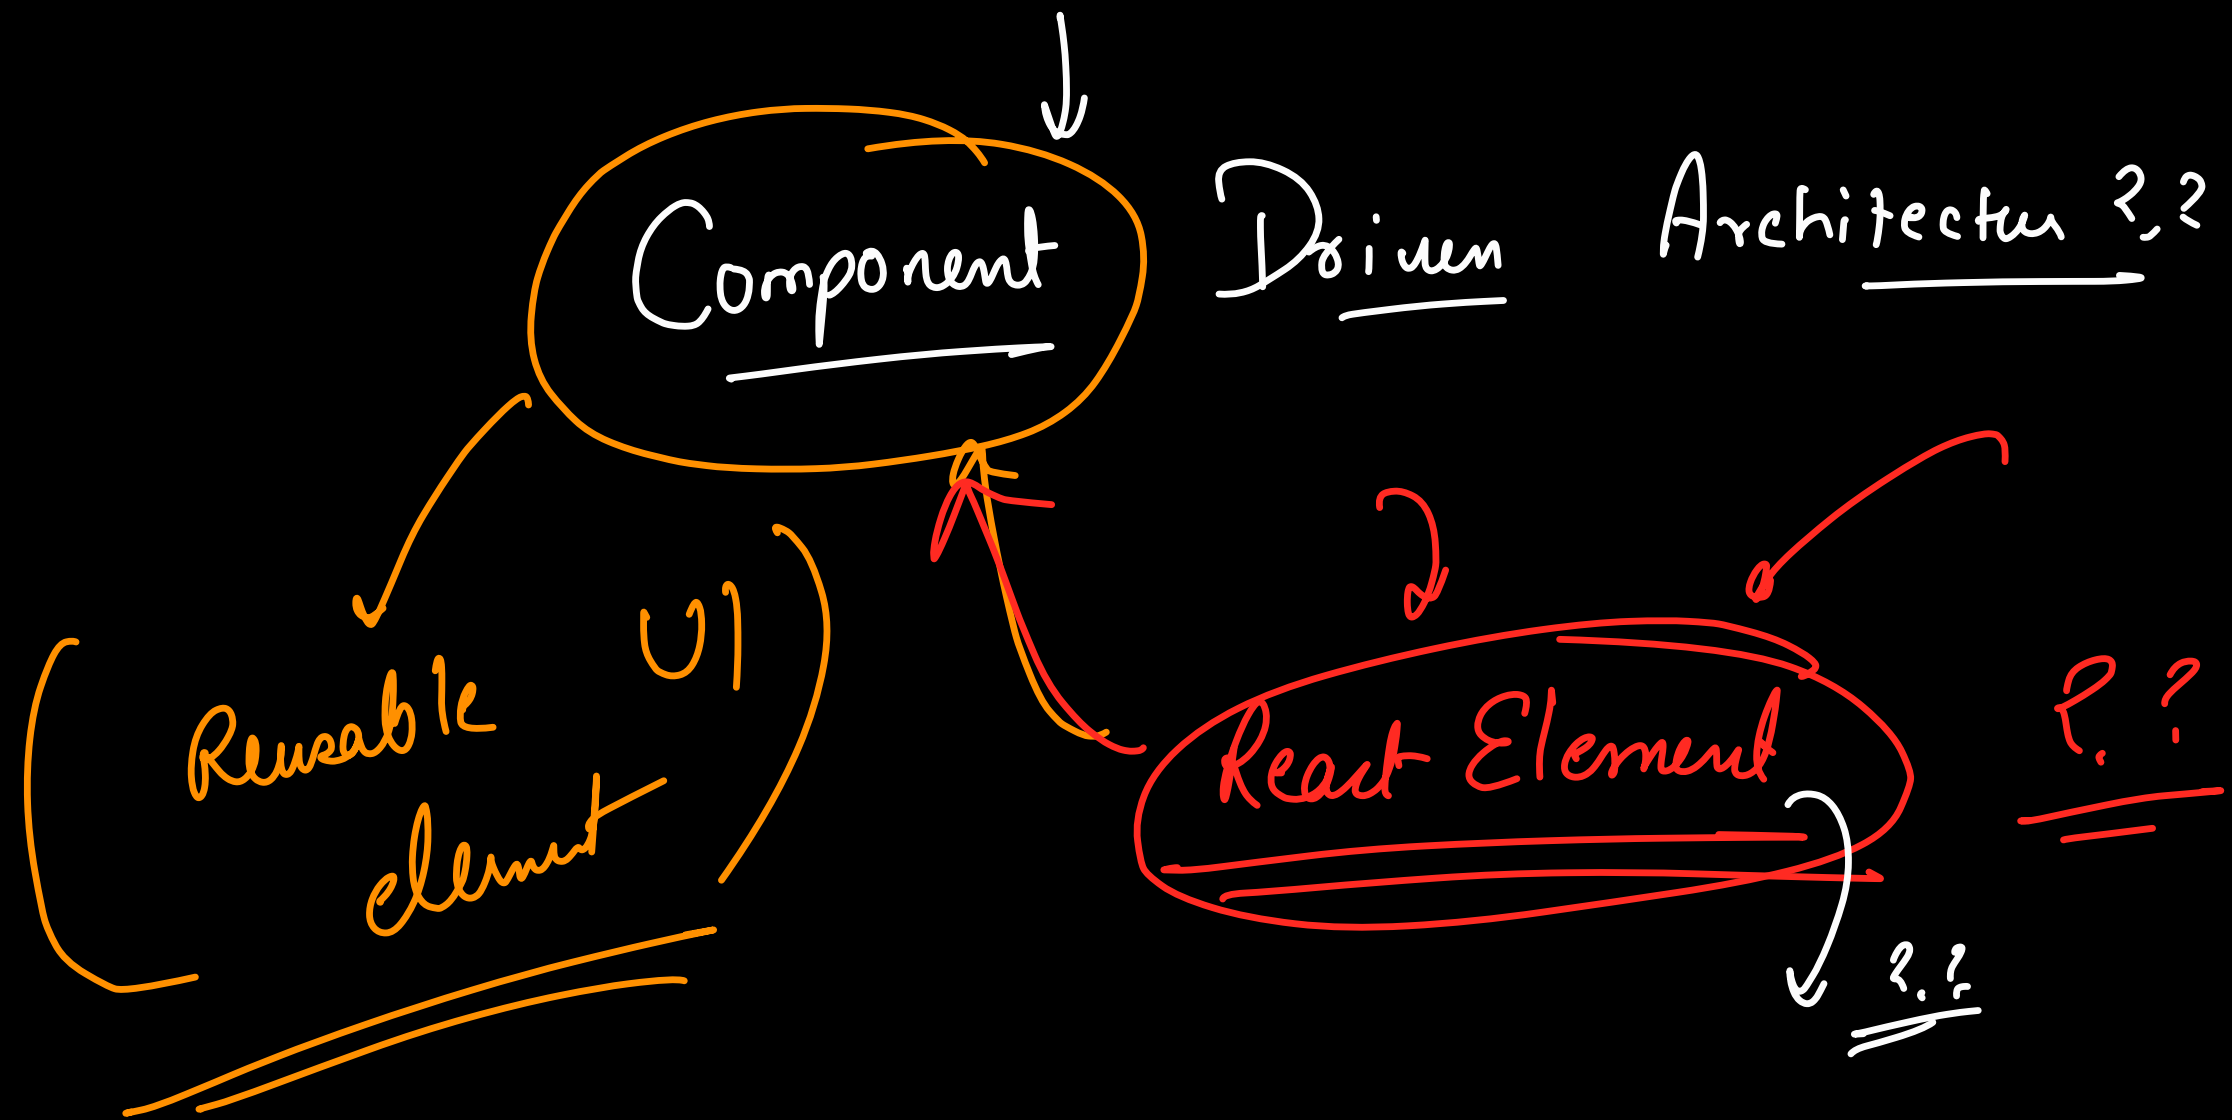 Component Driven Architectur ??
Reusable UI
element
React Element ??
??